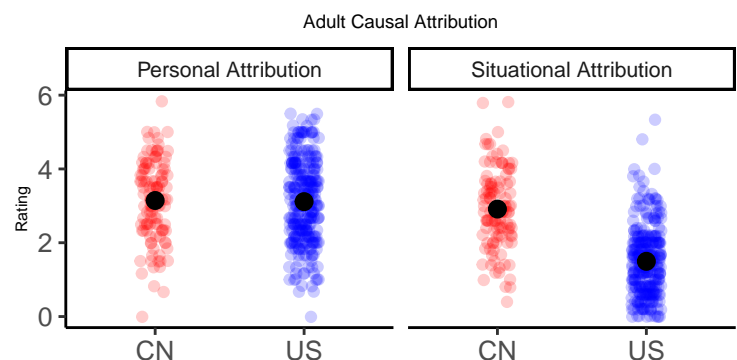 Adult Causal Attribution
Personal Attribution
Situational Attribution
Rating
6
4
2
0
CN
US
CN
US